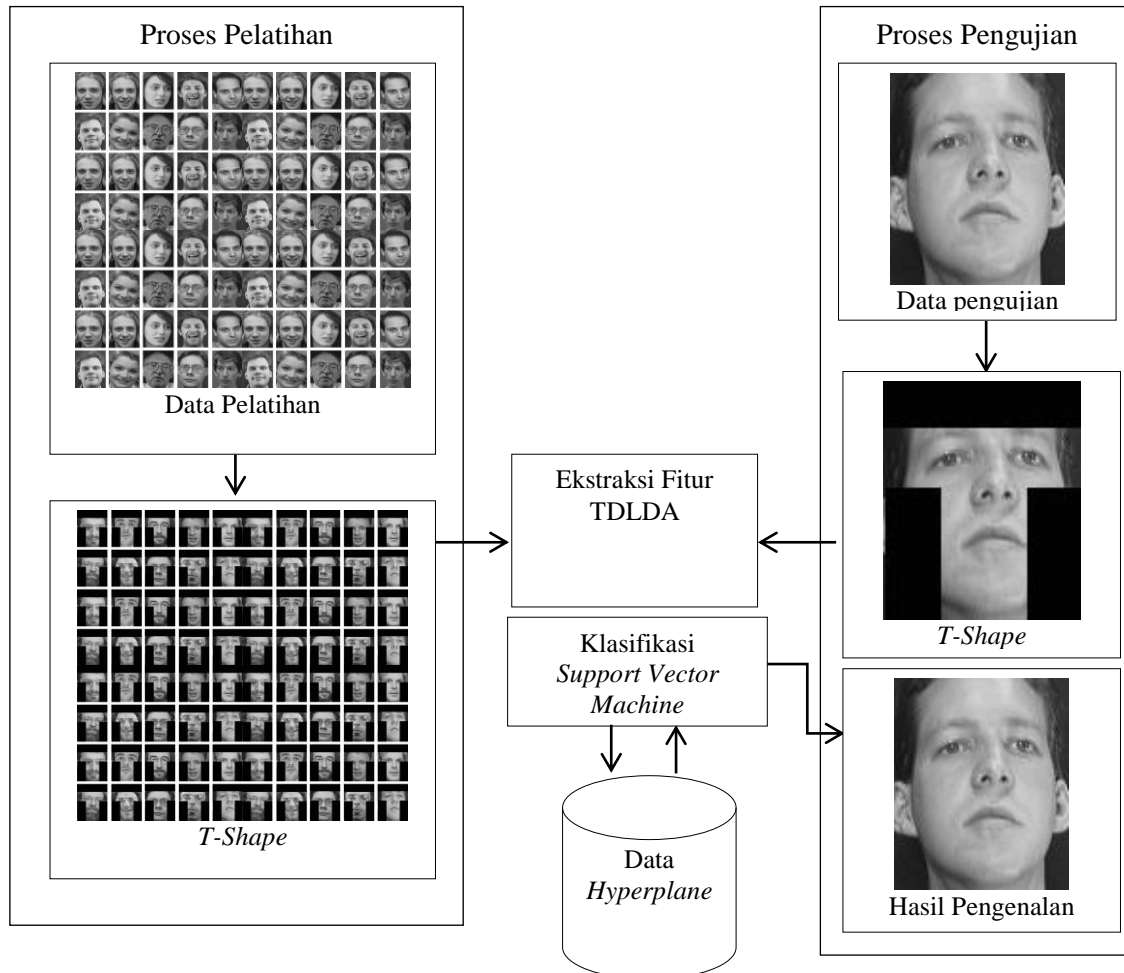 Proses Pelatihan
Data Pelatihan
T-Shape
Ekstraksi Fitur
TDLDA
Klasifikasi
Support Vector
Machine
Data
Hyperplane
Proses Pengujian
Data pengujian
T-Shape
Hasil Pengenalan